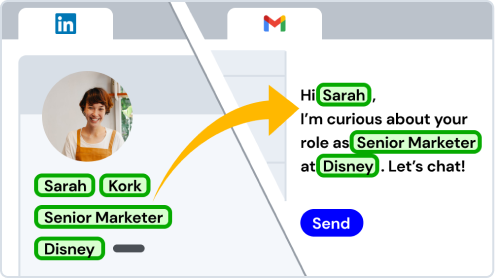 Sarah Kork
Senior Marketer
Disney
Hi Sarah,
I'm curious about your
role as Senior Marketer
at Disney. Let's chat!
Send
in